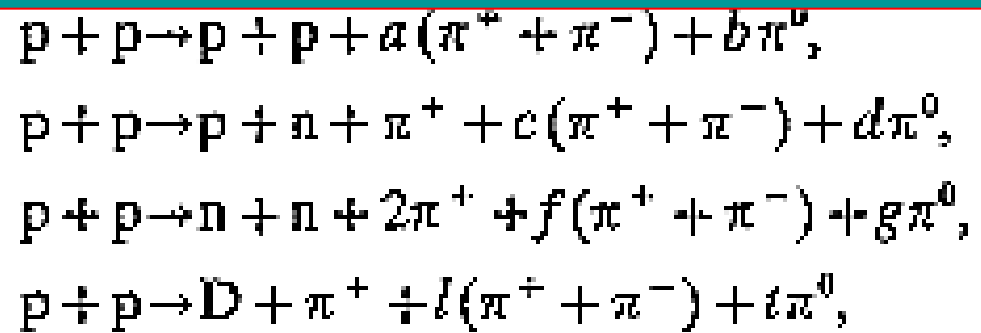 p + p → p + p + a(π⁺ + π⁻) + bπ⁰,
p + p → p + n + π⁺ + c(π⁺ + π⁻) + dπ⁰,
p + p → n + n + 2π⁺ + f(π⁺ + π⁻) + gπ⁰,
p + p → D + π⁺ + l(π⁺ + π⁻) + tπ⁰,